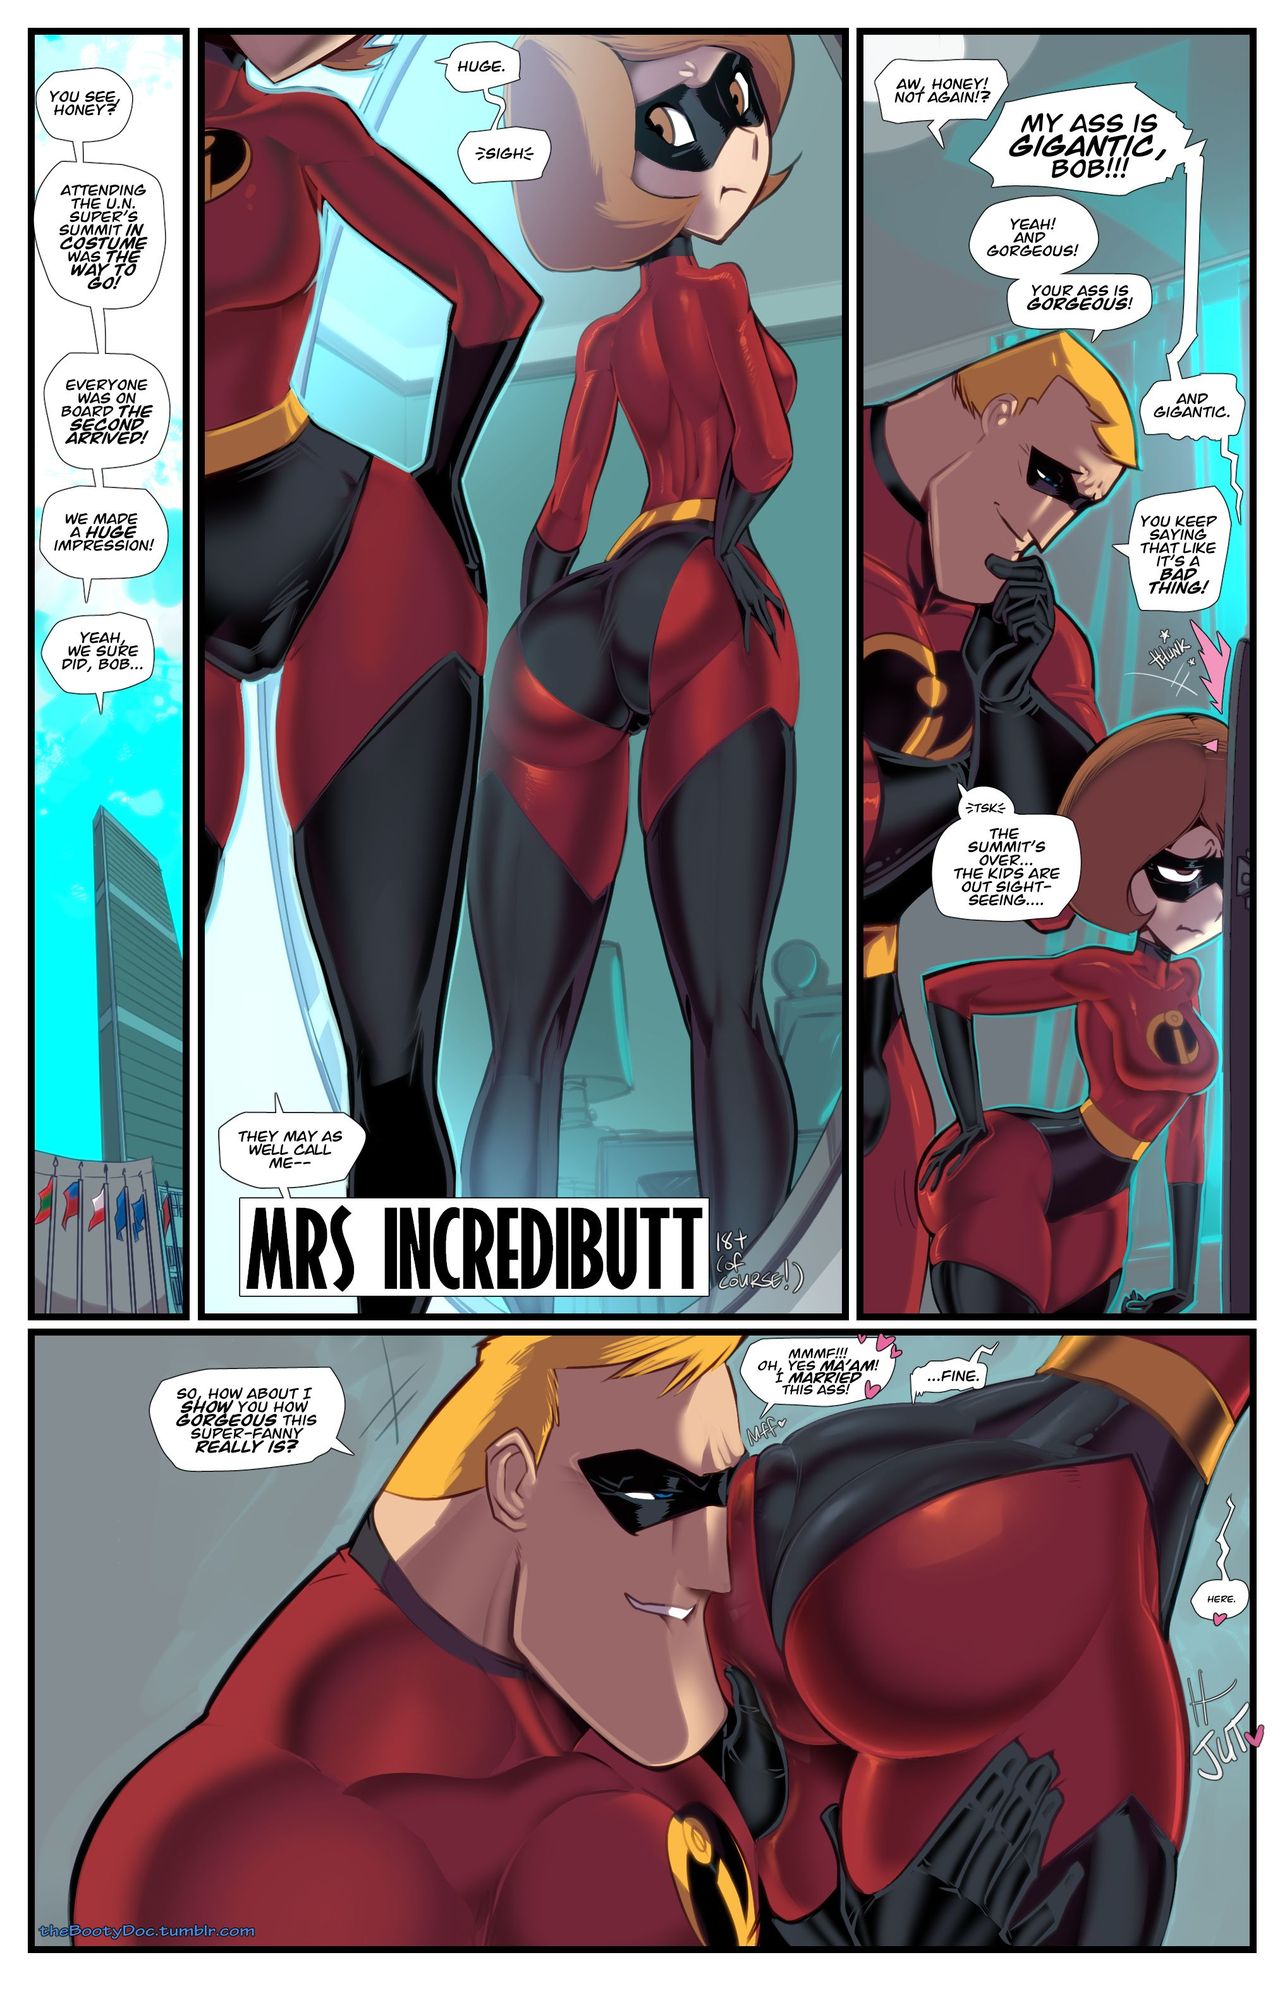 YOU SEE,
HONEY?
ATTENDING
THE U.N.
SUPER'S
SUMMIT IN
COSTUME
WAS THE
WAY TO
GO!
EVERYONE
WAS ON
BOARD THE
SECOND
ARRIVED!
WE MADE
A HUGE
IMPRESSION!
YEAH,
WE SURE
DID, BOB...
HUGE.
SIGH
THEY MAY AS
WELL CALL
ME--
MRS INCREDIBUTT
18+
(OF
COURSE!)
AW, HONEY!
NOT AGAIN!?
MY ASS IS
GIGANTIC,
BOB!!!
YEAH!
AND
GORGEOUS!
YOUR ASS IS
GORGEOUS!
AND
GIGANTIC.
YOU KEEP
SAYING
THAT LIKE
IT'S A
BAD
THING!
THUNK
TSK
THE
SUMMIT'S
OVER...
THE KIDS ARE
OUT SIGHT-
SEEING....
SO, HOW ABOUT I
SHOW YOU HOW
GORGEOUS THIS
SUPER-FANNY
REALLY IS?
MMMF!!!
OH, YES MA'AM!
I MARRIED
THIS ASS!
...FINE.
MFF
HERE.
JUT
theBootyDoc.tumblr.com